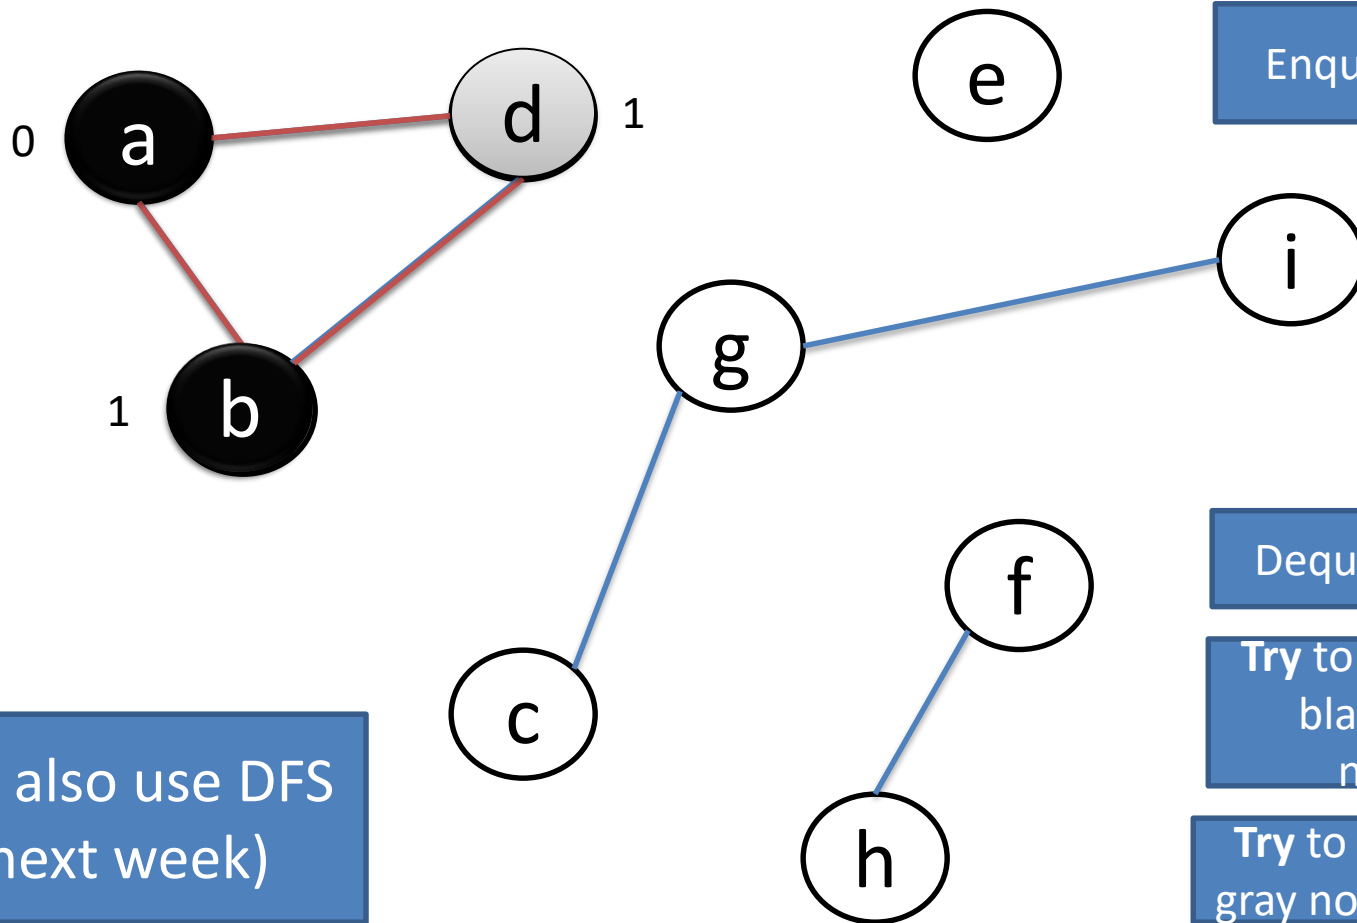 e
Enqu
a
d
0
1
i
g
b
1
f
Dequ
Try to
bla
c
also use DFS
next week)
h
Try to
gray no